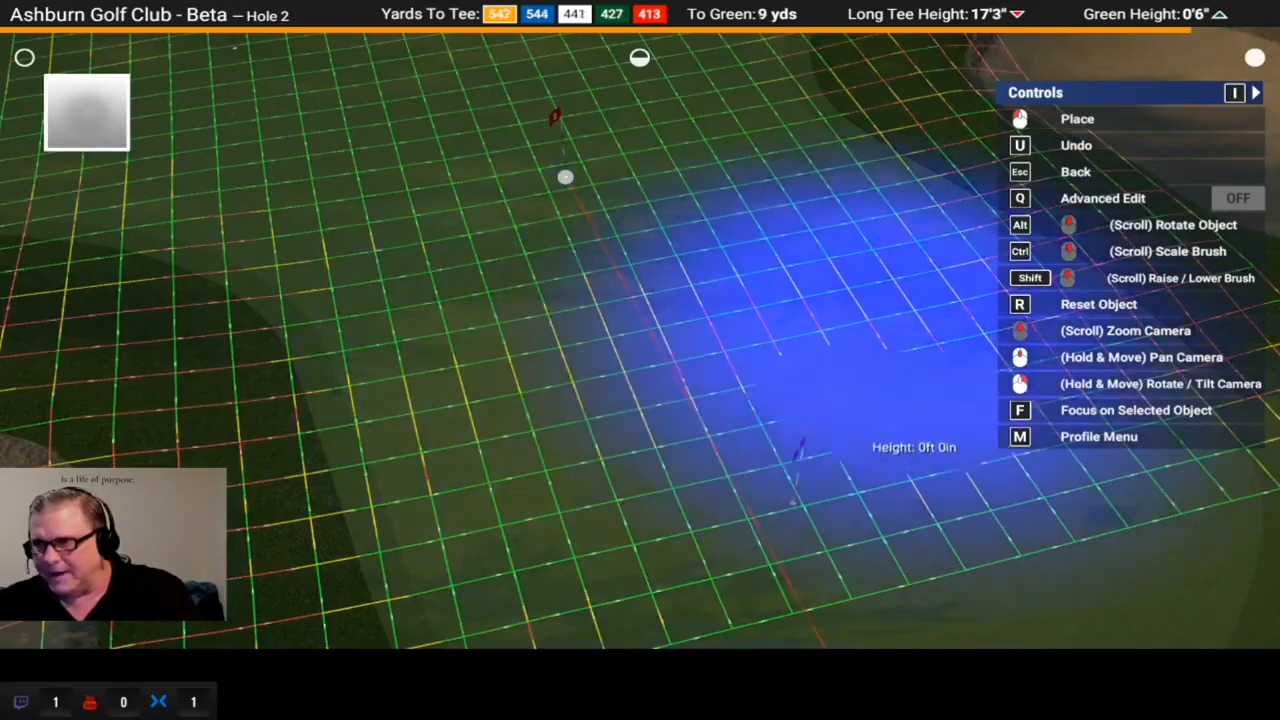 Ashburn Golf Club - Beta – Hole 2
Yards To Tee: 547 544 441 427 413
To Green: 9 yds
Long Tee Height: 17'3"
Green Height: 0'6"
Controls I
Place
U Undo
Esc Back
Q Advanced Edit OFF
Alt (Scroll) Rotate Object
Ctrl (Scroll) Scale Brush
Shift (Scroll) Raise / Lower Brush
R Reset Object
(Scroll) Zoom Camera
(Hold & Move) Pan Camera
(Hold & Move) Rotate / Tilt Camera
F Focus on Selected Object
M Profile Menu
Height: 0ft 0in
is a life of purpose.
1 0 1